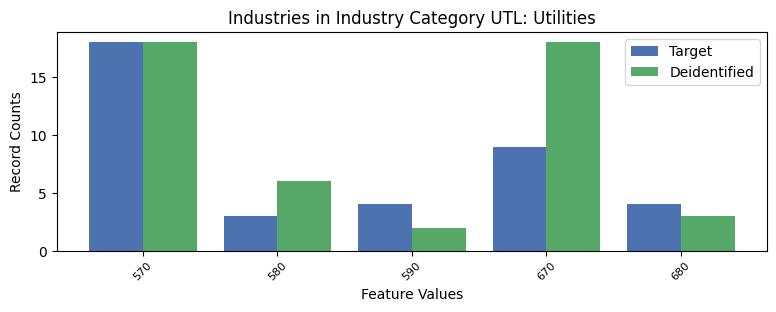 Industries in Industry Category UTL: Utilities
Target
Deidentified
Record Counts
15
10
5
0
570
580
590
670
680
Feature Values